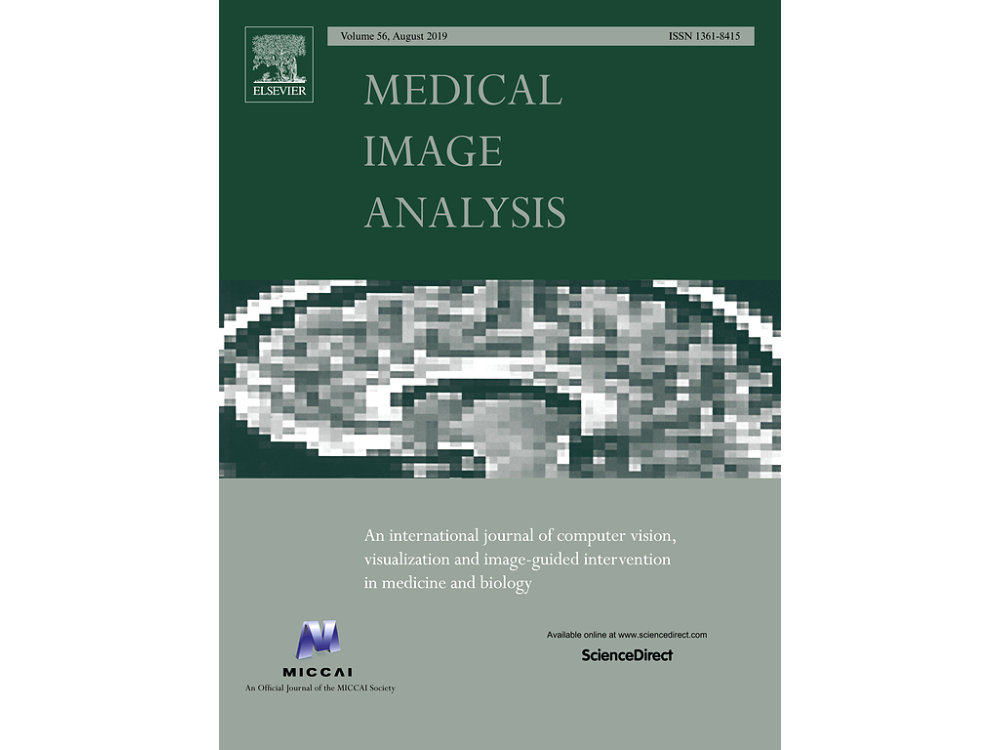 Volume 56, August 2019
ISSN 1361-8415
ELSEVIER
MEDICAL
IMAGE
ANALYSIS
An international journal of computer vision,
visualization and image-guided intervention
in medicine and biology
MICCAI
An Official Journal of the MICCAI Society
Available online at www.sciencedirect.com
ScienceDirect